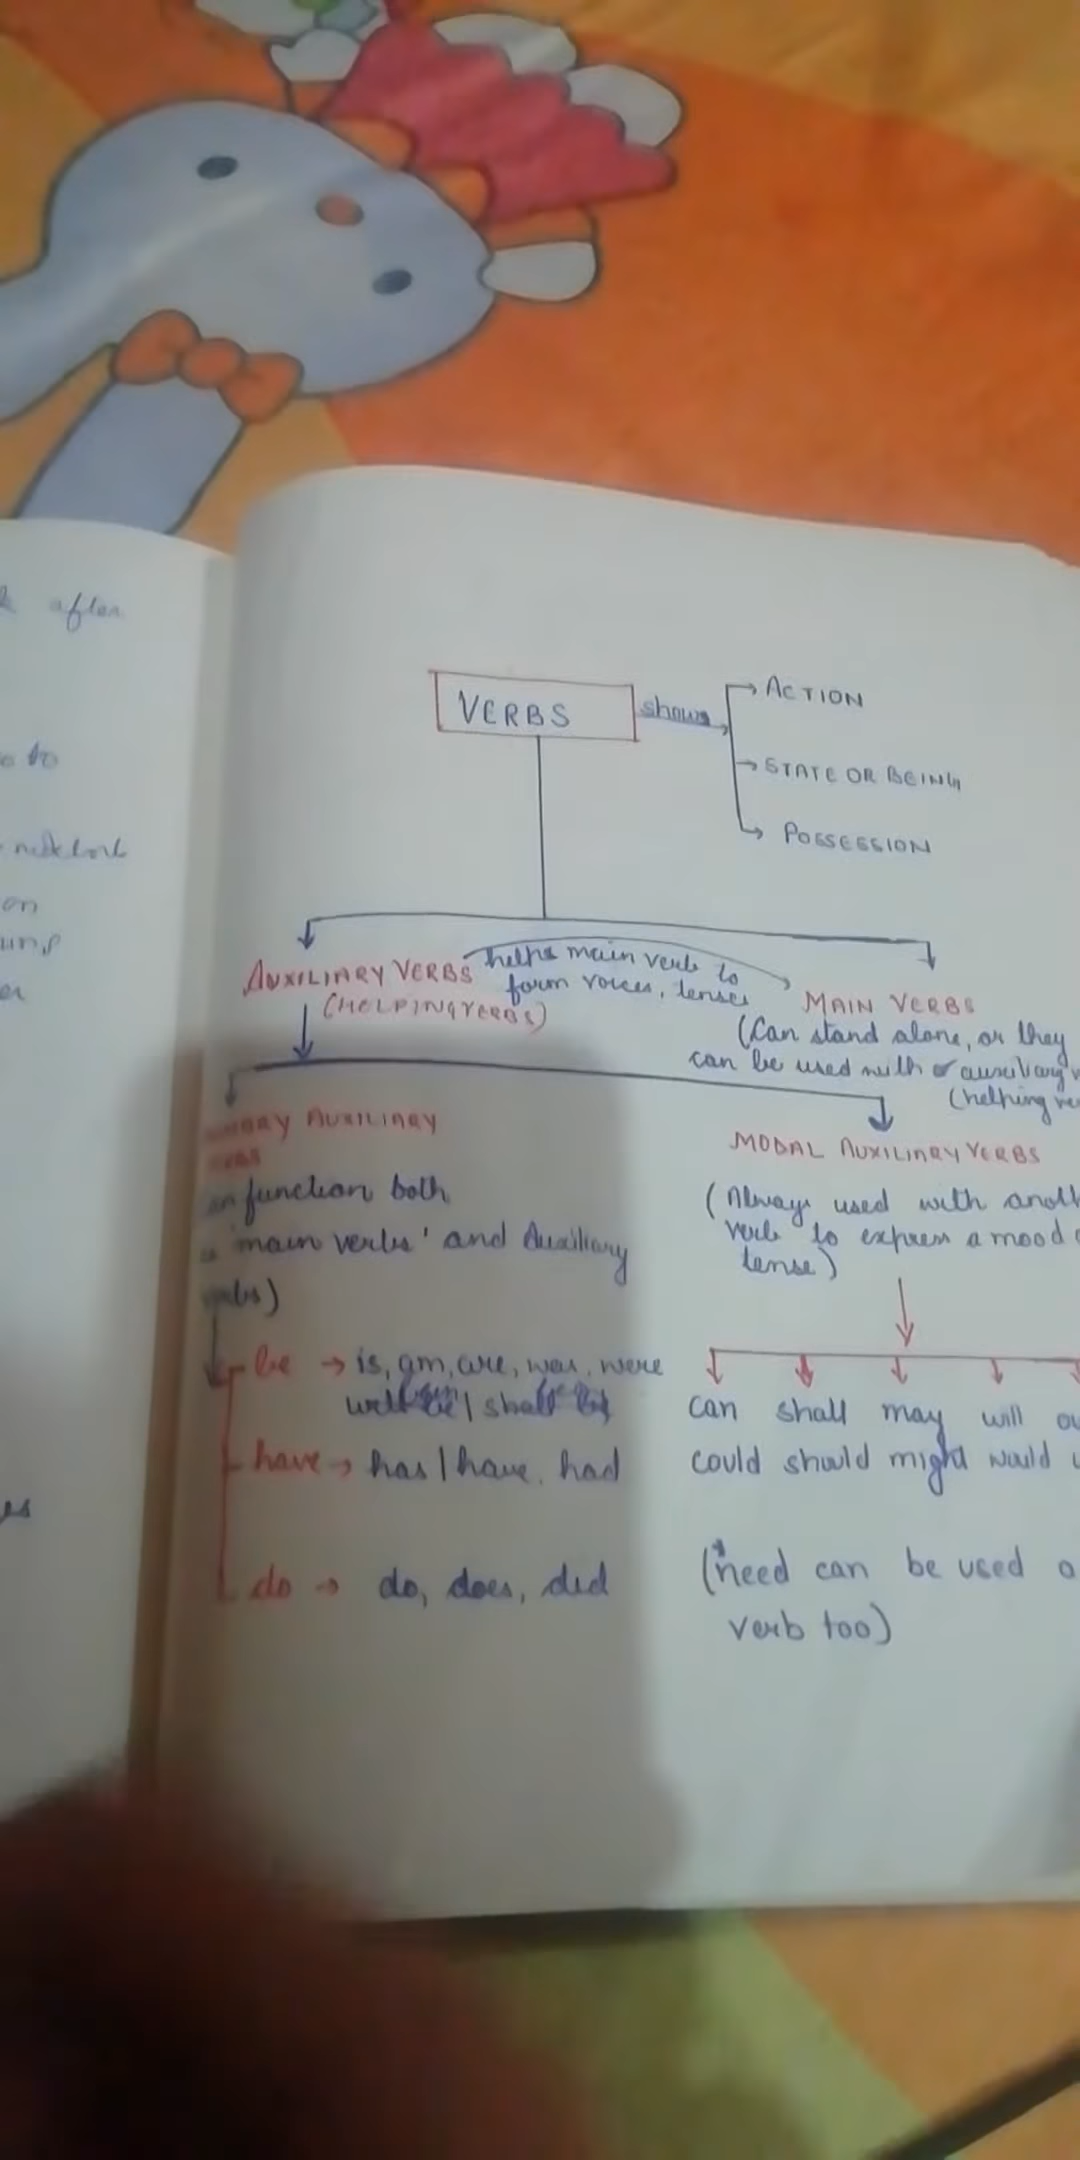 after
to
on
VERBS shows
ACTION
STATE OR BEING
POSSESSION
AUXILIARY VERBS
(HELPING VERBS)
helps main verb to
form voices, tenses
MAIN VERBS
(Can stand alone, or they
can be used with auxiliary
(helping
AUXILIARY
function both
'main verbs' and Auxiliary
be → is, am, are, was, were
have → has / have, had
do → do, does, did
MODAL AUXILIARY VERBS
(Always used with
verb to express a mood
tense)
can shall may will
could should might would
(need can be used
verb too)